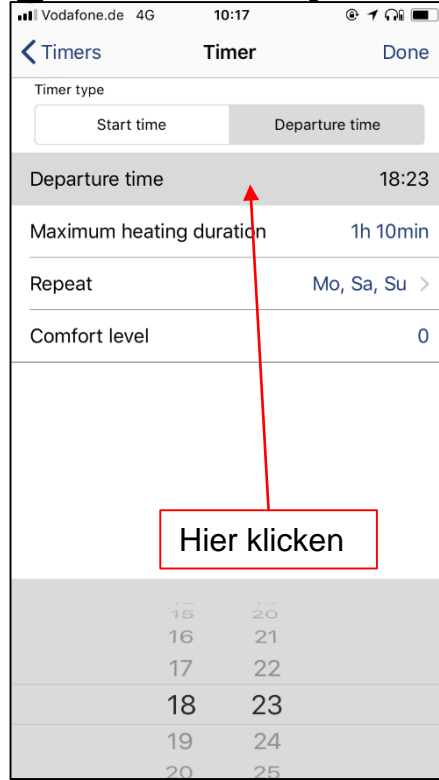 Vodafone.de 4G 10:17
Timers Timer Done
Timer type
Start time Departure time
Departure time 18:23
Maximum heating duration 1h 10min
Repeat Mo, Sa, Su
Comfort level 0
Hier klicken
15 20
16 21
17 22
18 23
19 24
20 25